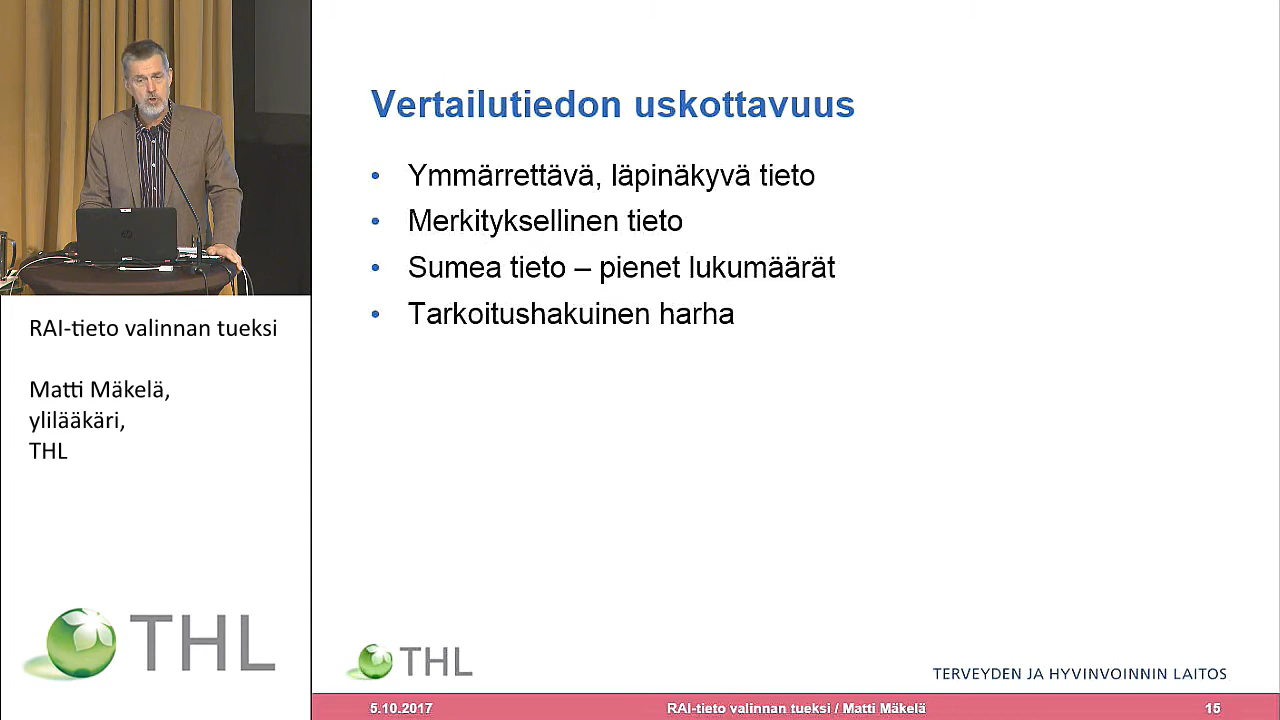 RAI-tieto valinnan tueksi
Matti Mäkelä,
ylilääkäri,
THL
THL
Vertailutiedon uskottavuus
• Ymmärrettävä, läpinäkyvä tieto
• Merkityksellinen tieto
• Sumea tieto – pienet lukumäärät
• Tarkoitushakuinen harha
THL
TERVEYDEN JA HYVINVOINNIN LAITOS
5.10.2017 RAI-tieto valinnan tueksi / Matti Mäkelä 15